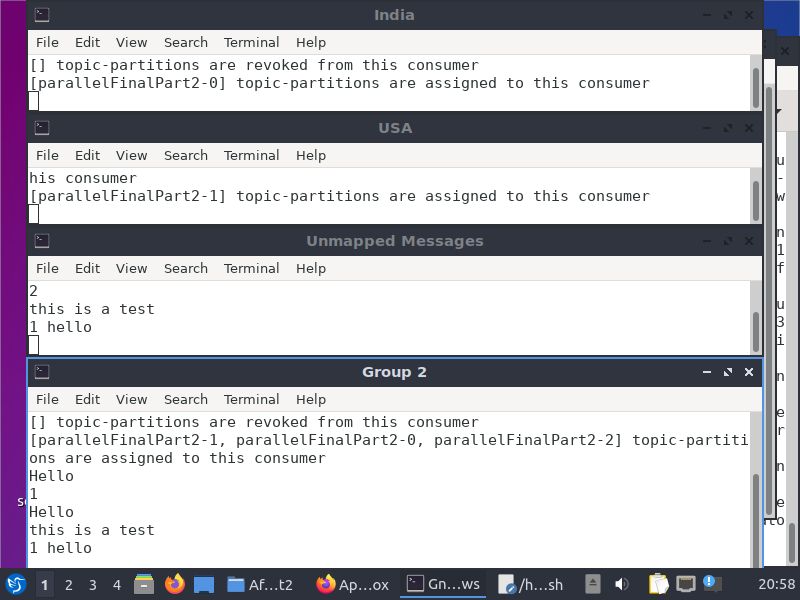 India
File Edit View Search Terminal Help
[] topic-partitions are revoked from this consumer
[parallelFinalPart2-0] topic-partitions are assigned to this consumer
USA
File Edit View Search Terminal Help
his consumer
[parallelFinalPart2-1] topic-partitions are assigned to this consumer
Unmapped Messages
File Edit View Search Terminal Help
2
this is a test
1 hello
Group 2
File Edit View Search Terminal Help
[] topic-partitions are revoked from this consumer
[parallelFinalPart2-1, parallelFinalPart2-0, parallelFinalPart2-2] topic-partiti
ons are assigned to this consumer
Hello
1
Hello
this is a test
1 hello
1 2 3 4 Af...t2 Ap...ox Gn...ws /h...sh 20:58